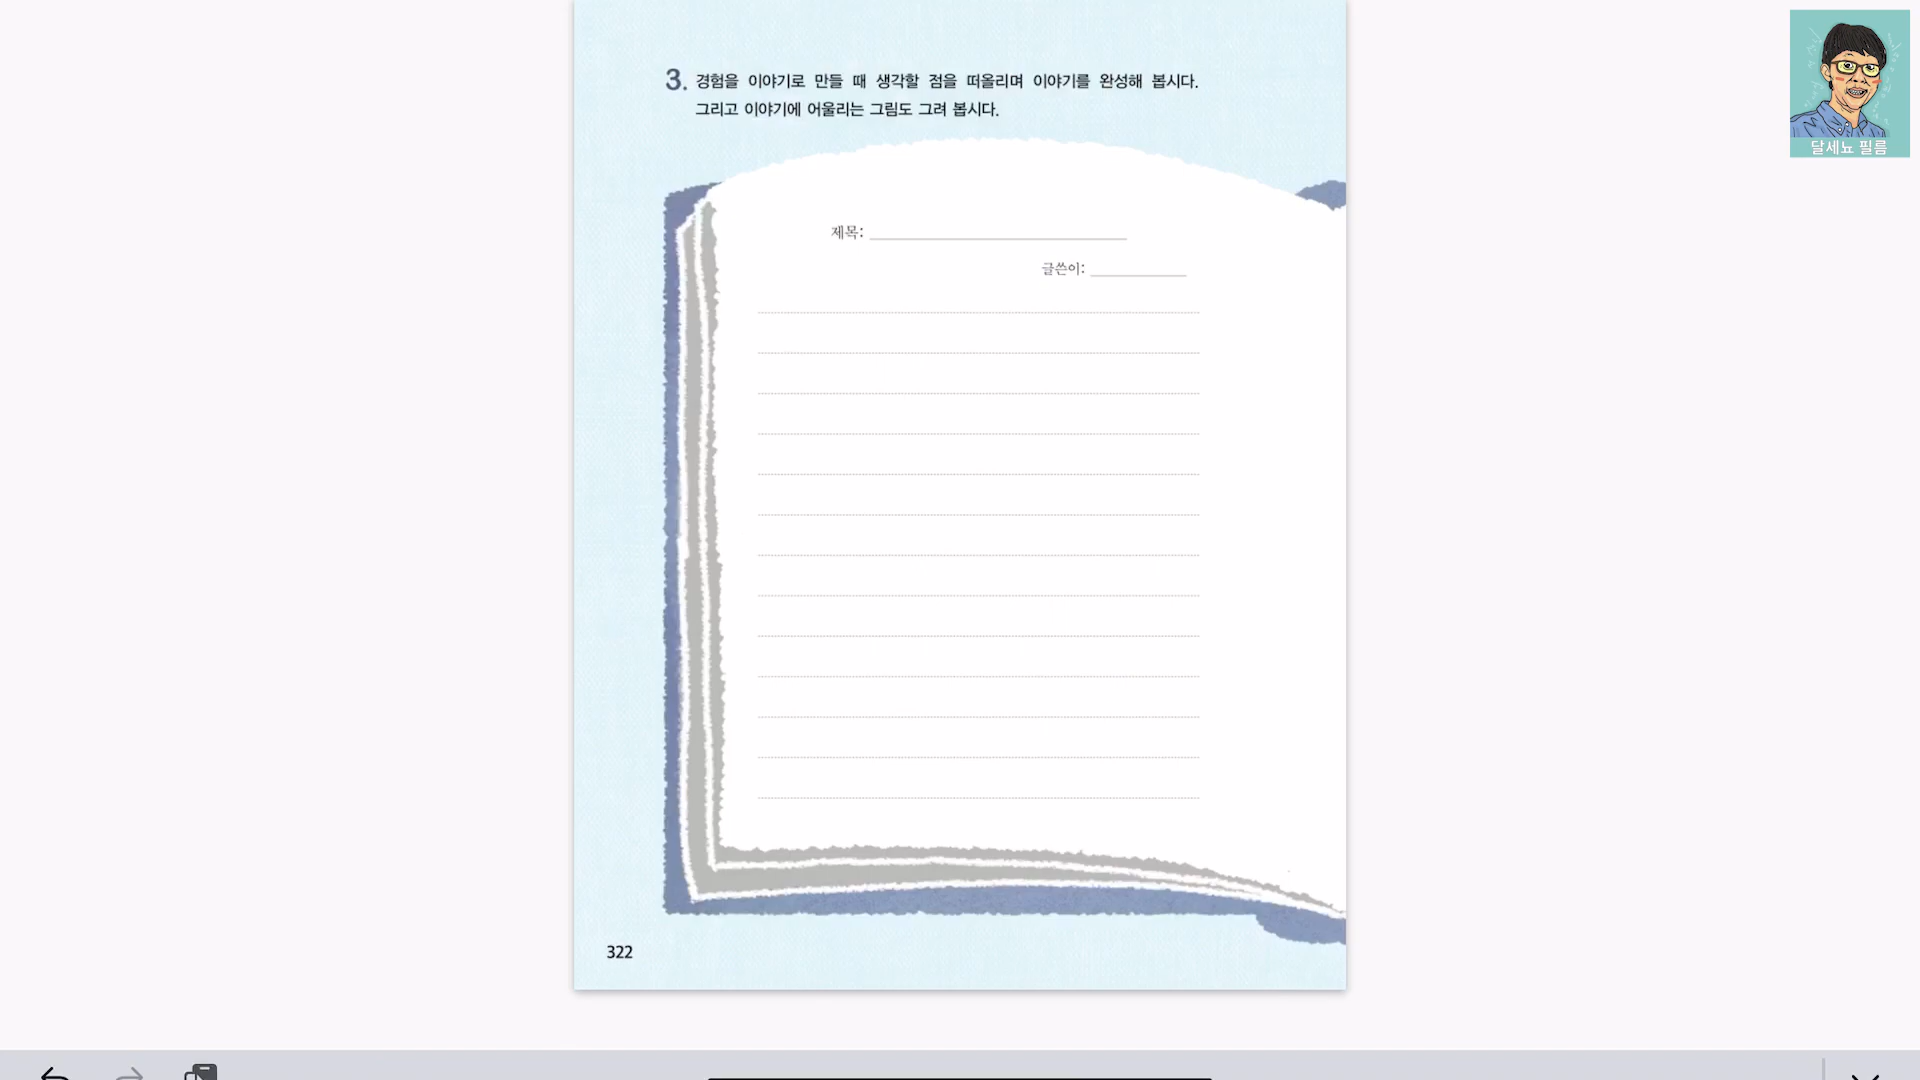 3. 경험을 이야기로 만들 때 생각할 점을 떠올리며 이야기를 완성해 봅시다.
그리고 이야기에 어울리는 그림도 그려 봅시다.
달세뇨 필름
제목:
글쓴이:
322